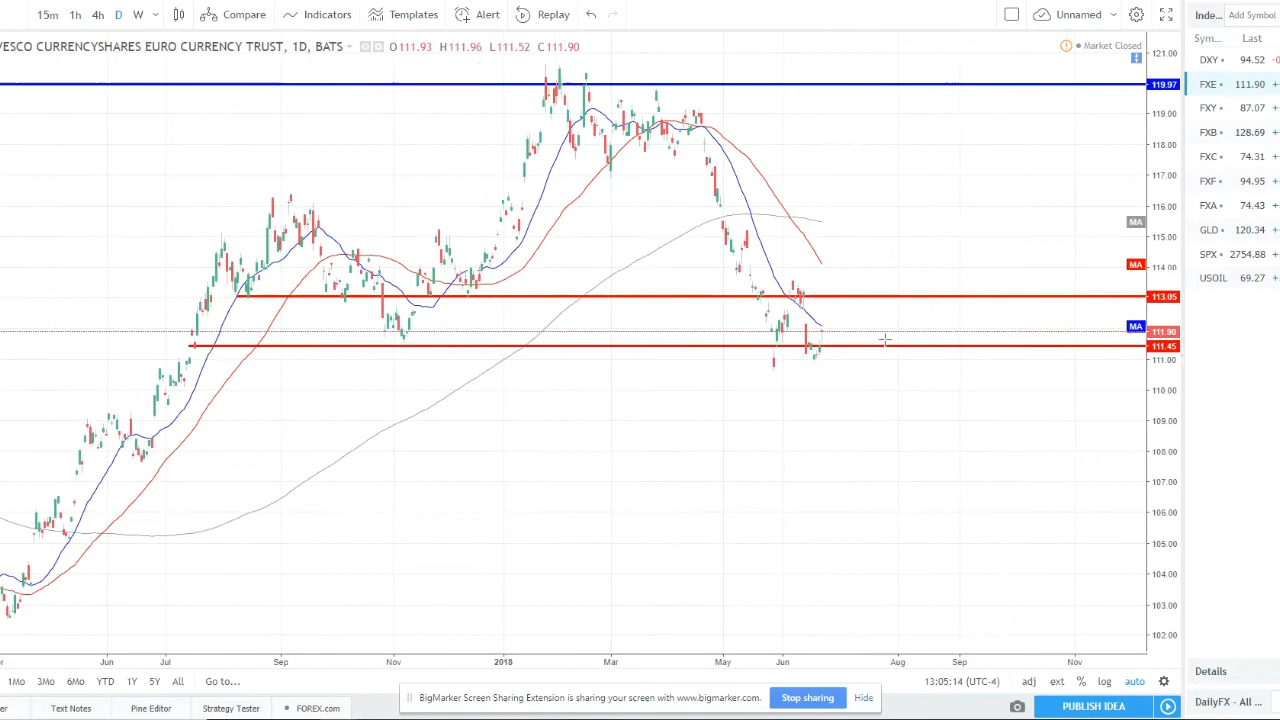 15m 1h 4h D W Compare Indicators Templates Alert Replay Unnamed Inde... Add Symbol
VESCO CURRENCYSHARES EURO CURRENCY TRUST, 1D, BATS O111.93 H111.96 L111.52 C111.90 Market Closed
Sym... Last
DXY 94.52 -0
FXE 111.90 +
FXY 87.07 +
FXB 128.69 +
FXC 74.31 +
FXF 94.95 +
FXA 74.43 +
GLD 120.34 +
SPX 2754.88 +
USOIL 69.27 +
121.00
119.97
119.00
118.00
117.00
116.00
MA
115.00
MA 114.00
113.05
MA 111.90
111.45
111.00
110.00
109.00
108.00
107.00
106.00
105.00
104.00
103.00
102.00
Jun Jul Sep Nov 2018 Mar May Jun Aug Sep Nov
Details
1Mo 3Mo 6Mo YTD 1Y 5Y All Go to... 13:05:14 (UTC-4) adj ext % log auto
BigMarker Screen Sharing Extension is sharing your screen with www.bigmarker.com. Stop sharing Hide
er Text Notes ine Editor Strategy Tester FOREX.com PUBLISH IDEA DailyFX - All ...